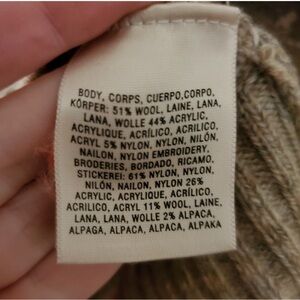 BODY, CORPS, CUERPO,CORPO,
KÖRPER: 51% WOOL, LAINE, LANA,
LANA, WOLLE 44% ACRYLIC,
ACRYLIQUE, ACRÍLICO, ACRILICO,
ACRYL 5% NYLON, NYLON, NILÓN,
NAILON, NYLON EMBROIDERY.
BRODERIES, BORDADO, RICAMO.
STICKEREI: 61% NYLON, NYLON,
NILÓN, NAILON, NYLON 26%
ACRYLIC, ACRYLIQUE, ACRÍLICO,
ACRILICO, ACRYL 11% WOOL, LAINE,
LANA, LANA, WOLLE 2% ALPACA,
ALPAGA, ALPACA, ALPACA, ALPAKA